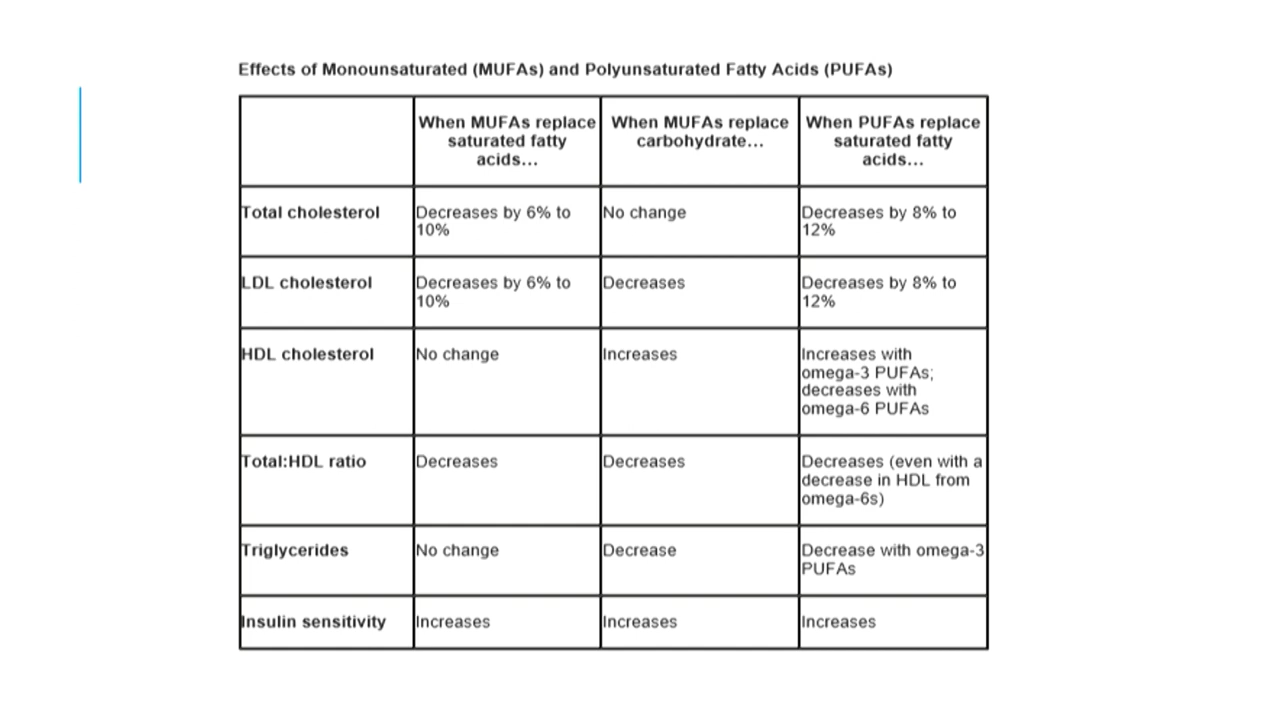 Effects of Monounsaturated (MUFAs) and Polyunsaturated Fatty Acids (PUFAs)
When MUFAs replace
saturated fatty
acids...
When MUFAs replace
carbohydrate...
When PUFAs replace
saturated fatty
acids...
Total cholesterol
Decreases by 6% to
10%
No change
Decreases by 8% to
12%
LDL cholesterol
Decreases by 6% to
10%
Decreases
Decreases by 8% to
12%
HDL cholesterol
No change
Increases
Increases with
omega-3 PUFAs;
decreases with
omega-6 PUFAs
Total:HDL ratio
Decreases
Decreases
Decreases (even with a
decrease in HDL from
omega-6s)
Triglycerides
No change
Decrease
Decrease with omega-3
PUFAs
Insulin sensitivity
Increases
Increases
Increases